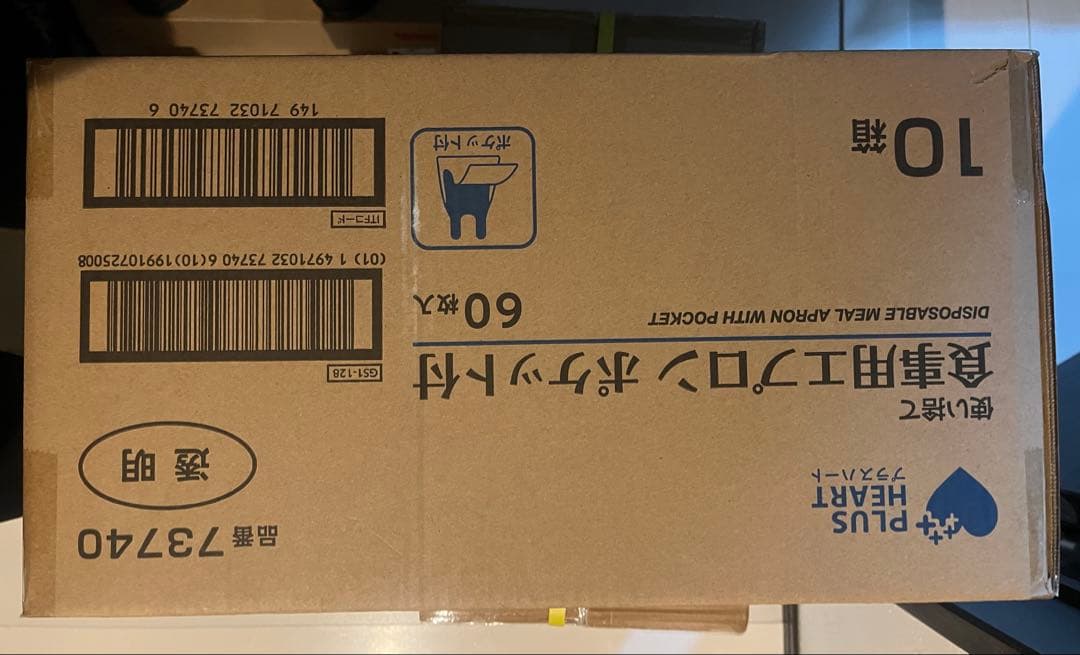 PLUS
HEART
プラスハート
品番 73740
透明
使い捨て
食事用エプロン ポケット付
DISPOSABLE MEAL APRON WITH POCKET
60枚入
GS1-128
(01) 1 4971032 73740 6(10)19910725008
ポケット付
ITFコード
149 71032 73740 6
10箱